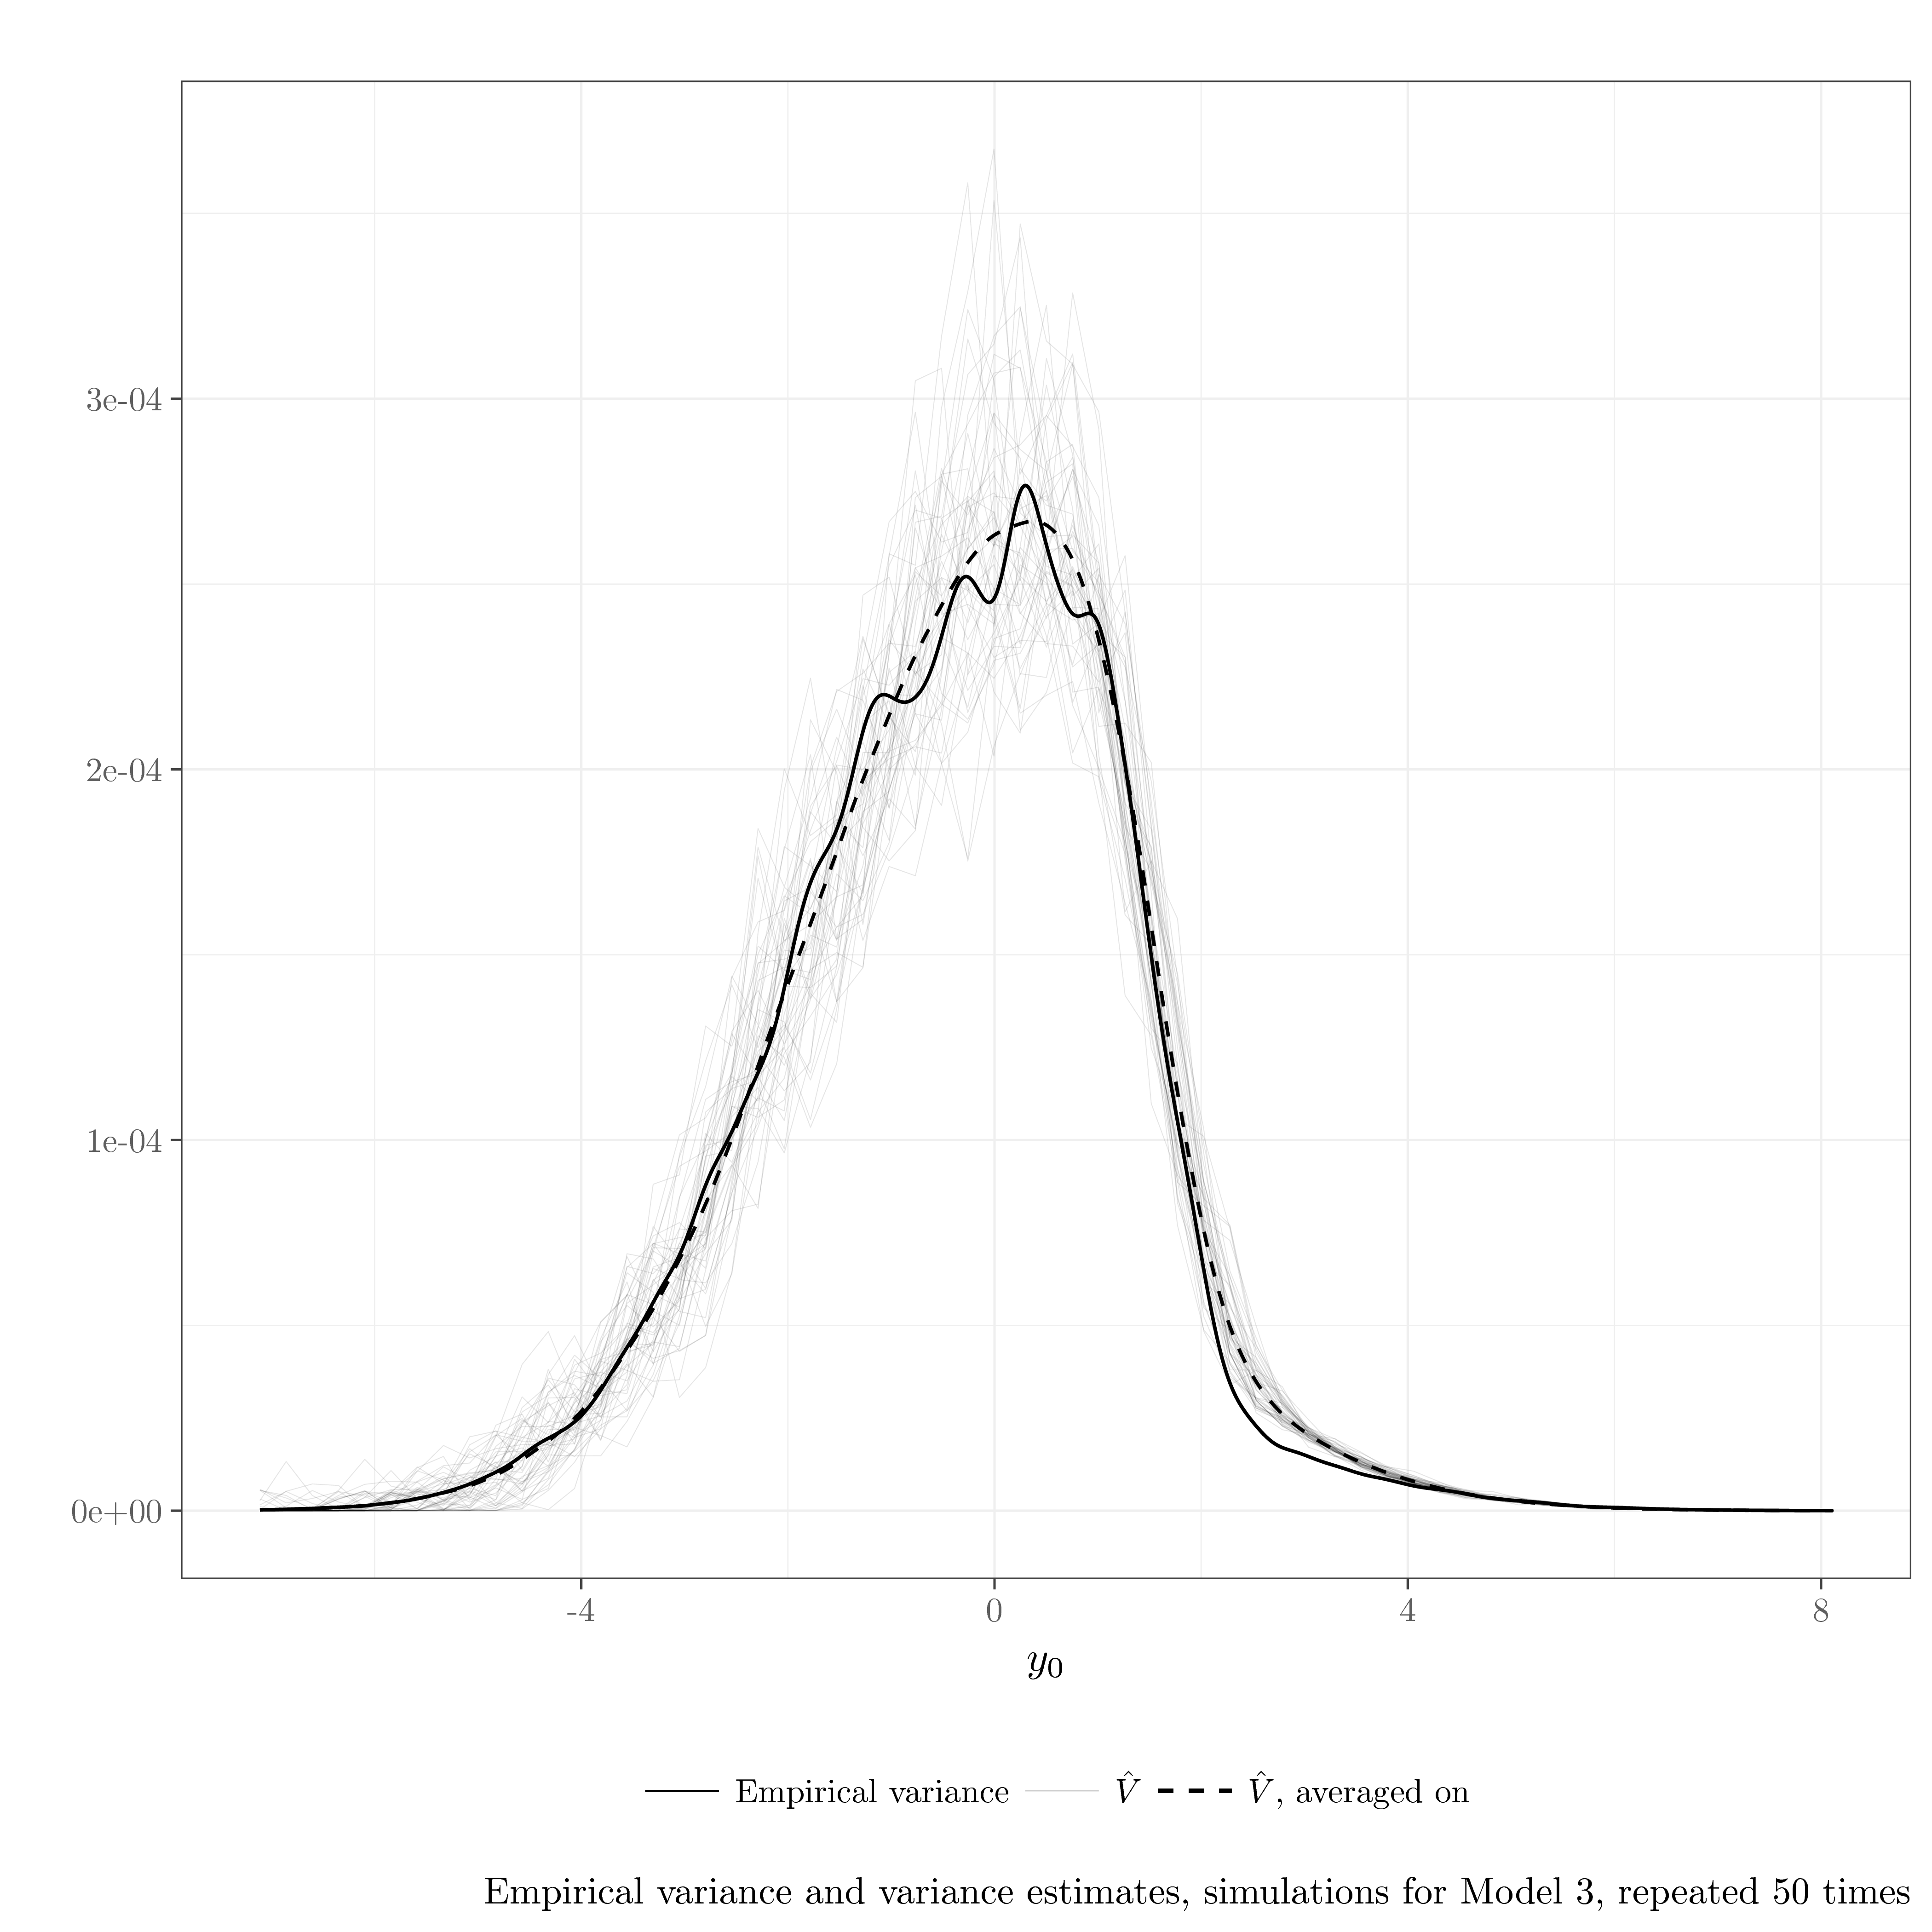 3e-04
2e-04
1e-04
0e+00
-4 0 4 8
y₀
Empirical variance V̂ V̂, averaged on
Empirical variance and variance estimates, simulations for Model 3, repeated 50 times